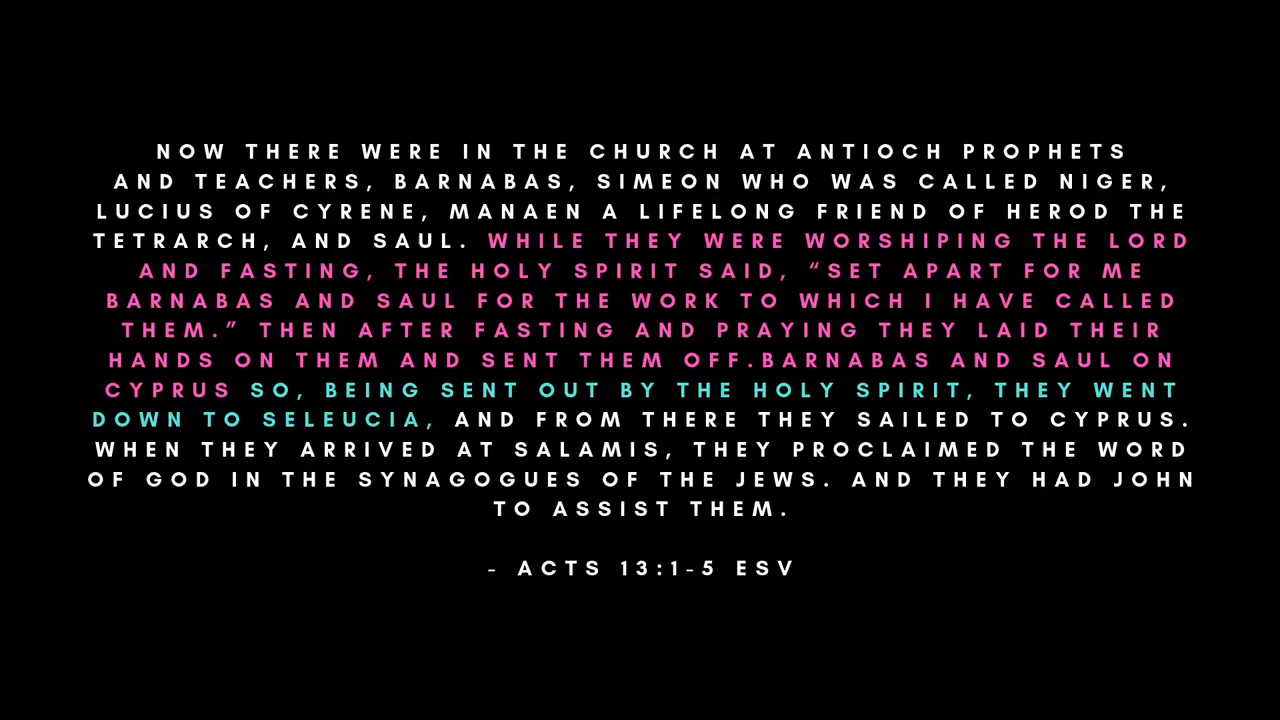 NOW THERE WERE IN THE CHURCH AT ANTIOCH PROPHETS
AND TEACHERS, BARNABAS, SIMEON WHO WAS CALLED NIGER,
LUCIUS OF CYRENE, MANAEN A LIFELONG FRIEND OF HEROD THE
TETRARCH, AND SAUL. WHILE THEY WERE WORSHIPING THE LORD
AND FASTING, THE HOLY SPIRIT SAID, “SET APART FOR ME
BARNABAS AND SAUL FOR THE WORK TO WHICH I HAVE CALLED
THEM.” THEN AFTER FASTING AND PRAYING THEY LAID THEIR
HANDS ON THEM AND SENT THEM OFF.BARNABAS AND SAUL ON
CYPRUS SO, BEING SENT OUT BY THE HOLY SPIRIT, THEY WENT
DOWN TO SELEUCIA, AND FROM THERE THEY SAILED TO CYPRUS.
WHEN THEY ARRIVED AT SALAMIS, THEY PROCLAIMED THE WORD
OF GOD IN THE SYNAGOGUES OF THE JEWS. AND THEY HAD JOHN
TO ASSIST THEM.
- ACTS 13:1-5 ESV